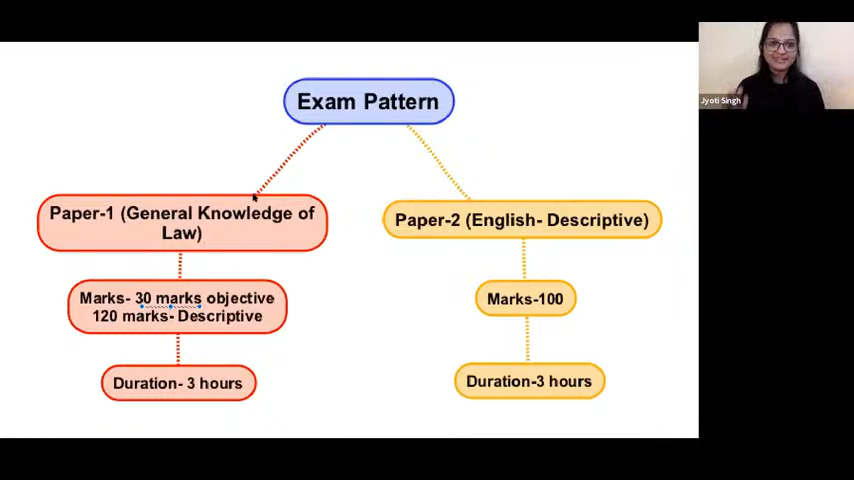 Exam Pattern
Paper-1 (General Knowledge of
Law)
Marks- 30 marks objective
120 marks- Descriptive
Duration- 3 hours
Paper-2 (English- Descriptive)
Marks-100
Duration-3 hours
Jyoti Singh